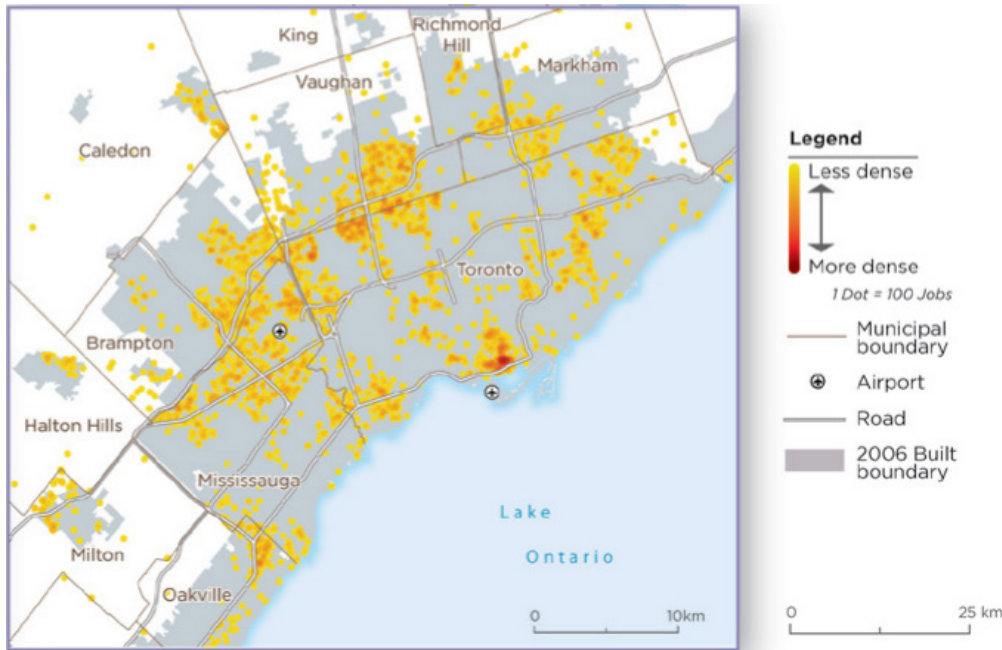 King
Richmond
Hill
Vaughan
Markham
Caledon
Toronto
Brampton
Halton Hills
Mississauga
Milton
Oakville
Lake
Ontario
0 10km
Legend
Less dense
More dense
1 Dot = 100 Jobs
Municipal
boundary
Airport
Road
2006 Built
boundary
0 25 km